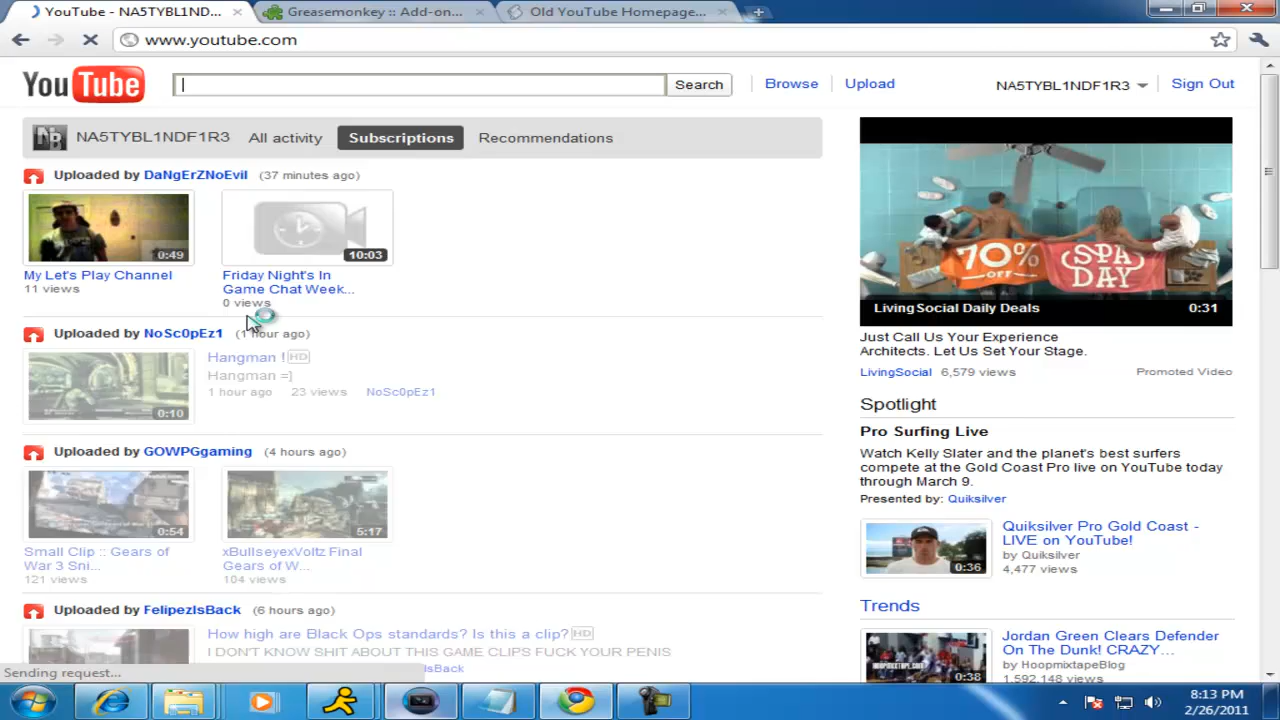 YouTube - NA5TYBL1ND...
Greasemonkey :: Add-on...
Old YouTube Homepage...
www.youtube.com
You Tube
Search
Browse
Upload
NA5TYBL1NDF1R3
Sign Out
NB
NA5TYBL1NDF1R3
All activity
Subscriptions
Recommendations
Uploaded by DaNgErZNoEvil (37 minutes ago)
0:49
10:03
My Let's Play Channel
11 views
Friday Night's In
Game Chat Week...
0 views
Uploaded by NoSc0pEz1 (1 hour ago)
0:10
Hangman ! HD
Hangman =]
1 hour ago 23 views NoSc0pEz1
Uploaded by GOWPGgaming (4 hours ago)
0:54
5:17
Small Clip :: Gears of
War 3 Sni...
121 views
xBullseyexVoltz Final
Gears of W...
104 views
Uploaded by FelipezIsBack (6 hours ago)
How high are Black Ops standards? Is this a clip? HD
I DON'T KNOW SHIT ABOUT THIS GAME CLIPS FUCK YOUR PENIS
sBack
Sending request...
70% OFF
SPA DAY
LivingSocial Daily Deals 0:31
Just Call Us Your Experience
Architects. Let Us Set Your Stage.
LivingSocial 6,579 views Promoted Video
Spotlight
Pro Surfing Live
Watch Kelly Slater and the planet's best surfers
compete at the Gold Coast Pro live on YouTube today
through March 9.
Presented by: Quiksilver
0:36
Quiksilver Pro Gold Coast -
LIVE on YouTube!
by Quiksilver
4,477 views
Trends
HOOPMIXTAPE.COM
0:38
Jordan Green Clears Defender
On The Dunk! CRAZY...
by HoopmixtapeBlog
1,592,148 views
8:13 PM
2/26/2011